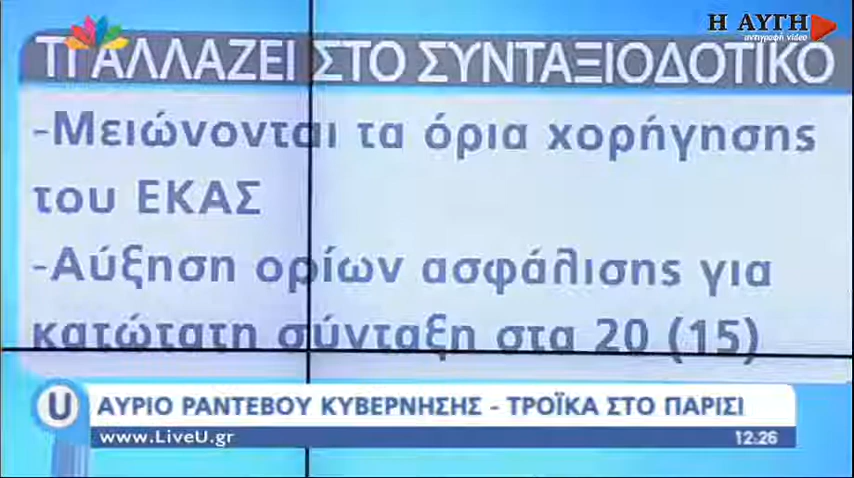 Η ΑΥΓΗ
αντιγραφή video
ΤΙ ΑΛΛΑΖΕΙ ΣΤΟ ΣΥΝΤΑΞΙΟΔΟΤΙΚΟ
-Μειώνονται τα όρια χορήγησης
του ΕΚΑΣ
-Αύξηση ορίων ασφάλισης για
κατώτατη σύνταξη στα 20 (15)
U
ΑΥΡΙΟ ΡΑΝΤΕΒΟΥ ΚΥΒΕΡΝΗΣΗΣ - ΤΡΟΪΚΑ ΣΤΟ ΠΑΡΙΣΙ
www.LiveU.gr
12:26